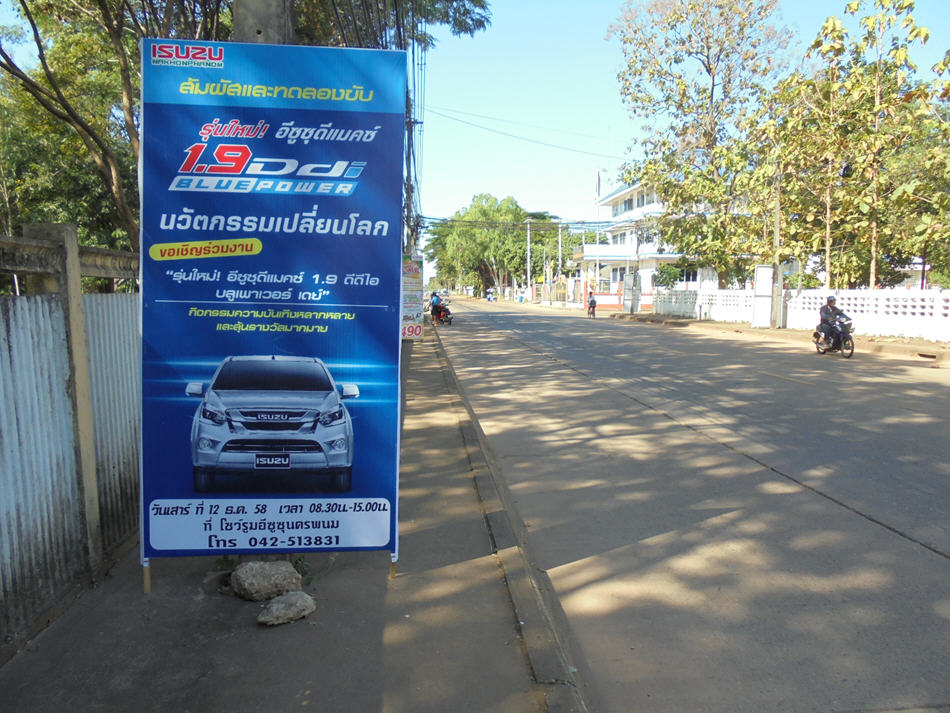 ISUZU
NAKHONPHANOM
สัมผัสและทดลองขับ
รุ่นใหม่! อีซูซุดีแมคซ์
1.9 Ddi
BLUEPOWER
นวัตกรรมเปลี่ยนโลก
ขอเชิญร่วมงาน
"รุ่นใหม่! อีซูซุดีแมคซ์ 1.9 ดีดีไอ
บลูเพาเวอร์ เดย์"
กิจกรรมความบันเทิงหลากหลาย
และลุ้นรางวัลมากมาย
ISUZU
ISUZU
วันเสาร์ ที่ 12 ธ.ค. 58 เวลา 08.30น.-15.00น.
ที่ โชว์รูมอีซูซุนครพนม
โทร 042-513831
490